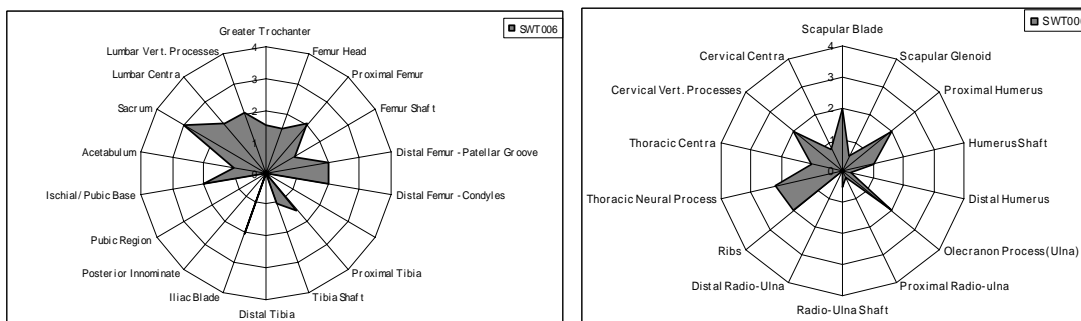 SWT006
Greater Trochanter
Lumbar Vert. Processes
Femur Head
Lumbar Centra
Proximal Femur
Sacrum
Femur Shaft
Acetabulum
Distal Femur - Patellar Groove
Ischial/ Pubic Base
Distal Femur - Condyles
Pubic Region
Posterior Innominate
Proximal Tibia
Iliac Blade
Tibia Shaft
Distal Tibia
4
3
2
1
0
SWT00
Scapular Blade
Cervical Centra
Scapular Glenoid
Cervical Vert. Processes
Proximal Humerus
Thoracic Centra
Humerus Shaft
Thoracic Neural Process
Distal Humerus
Ribs
Olecranon Process (Ulna)
Distal Radio-Ulna
Proximal Radio-ulna
Radio-Ulna Shaft
4
3
2